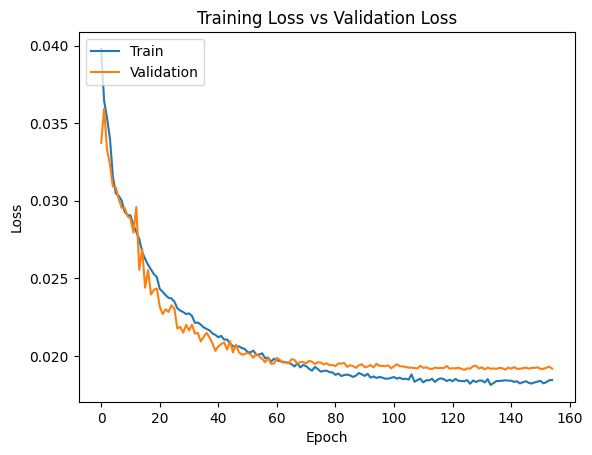 Training Loss vs Validation Loss
Train
Validation
0.040
0.035
0.030
0.025
0.020
Loss
0 20 40 60 80 100 120 140 160
Epoch